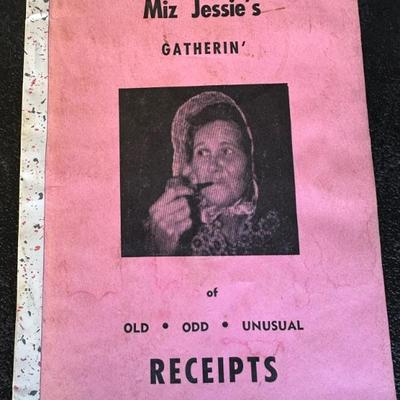 Miz Jessie's
GATHERIN'
of
OLD • ODD • UNUSUAL
RECEIPTS